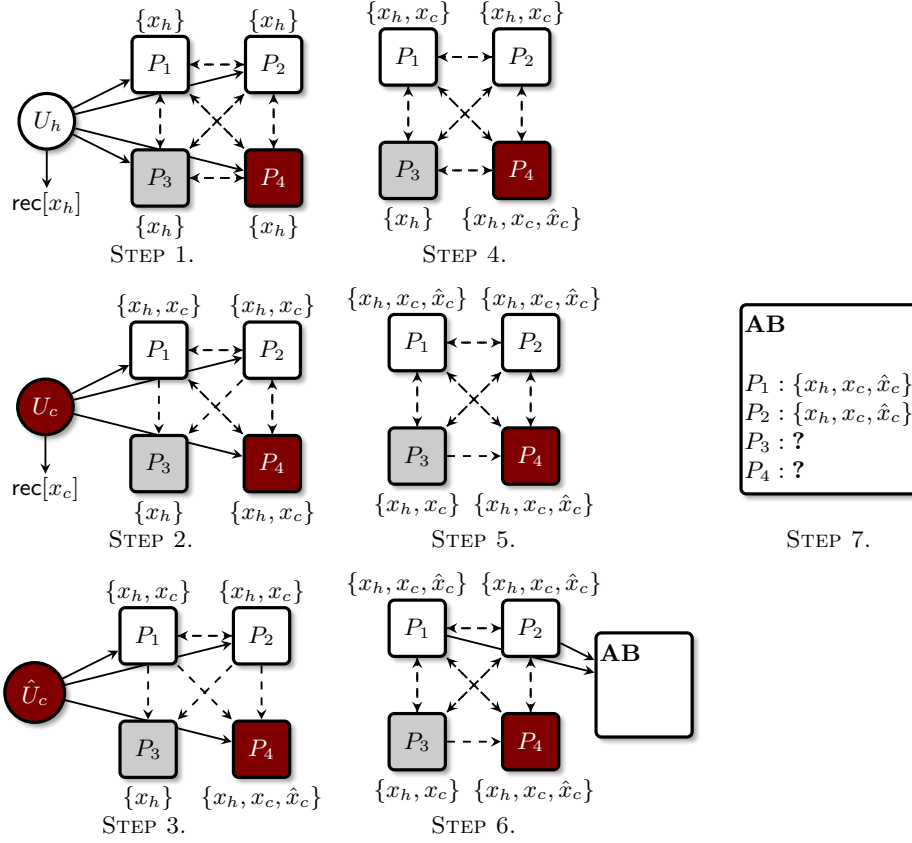 {x_h} {x_h}
P_1 P_2
U_h
P_3 P_4
rec[x_h]
{x_h} {x_h}
STEP 1.
{x_h, x_c} {x_h, x_c}
P_1 P_2
U_c
P_3 P_4
rec[x_c]
{x_h} {x_h, x_c}
STEP 2.
{x_h, x_c} {x_h, x_c}
P_1 P_2
Û_c
P_3 P_4
{x_h} {x_h, x_c, x̂_c}
STEP 3.
{x_h, x_c} {x_h, x_c}
P_1 P_2
P_3 P_4
{x_h} {x_h, x_c, x̂_c}
STEP 4.
{x_h, x_c, x̂_c} {x_h, x_c, x̂_c}
P_1 P_2
P_3 P_4
{x_h, x_c} {x_h, x_c, x̂_c}
STEP 5.
{x_h, x_c, x̂_c} {x_h, x_c, x̂_c}
P_1 P_2
AB
P_3 P_4
{x_h, x_c} {x_h, x_c, x̂_c}
STEP 6.
AB
P_1 : {x_h, x_c, x̂_c}
P_2 : {x_h, x_c, x̂_c}
P_3 : ?
P_4 : ?
STEP 7.